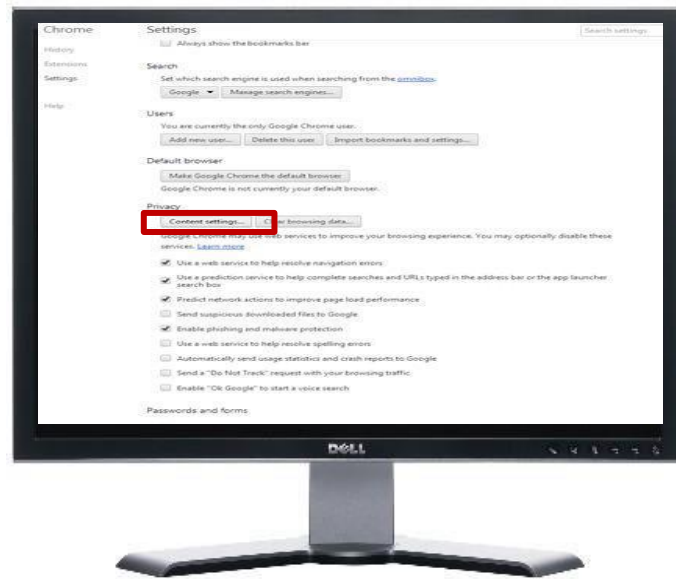 Chrome
Settings
Search settings
Always show the bookmarks bar
History
Extensions
Settings
Help
Search
Set which search engine is used when searching from the omnibox.
Google
Manage search engines...
Users
You are currently the only Google Chrome user.
Add new user...
Delete this user
Import bookmarks and settings...
Default browser
Make Google Chrome the default browser
Google Chrome is not currently your default browser.
Privacy
Content settings...
Clear browsing data...
Google Chrome may use web services to improve your browsing experience. You may optionally disable these
services. Learn more
Use a web service to help resolve navigation errors
Use a prediction service to help complete searches and URLs typed in the address bar or the app launcher
search box
Predict network actions to improve page load performance
Send suspicious downloaded files to Google
Enable phishing and malware protection
Use a web service to help resolve spelling errors
Automatically send usage statistics and crash reports to Google
Send a "Do Not Track" request with your browsing traffic
Enable "Ok Google" to start a voice search
Passwords and forms
DELL